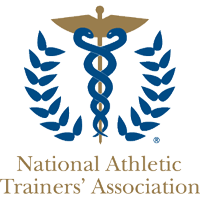 ®
National Athletic
Trainers’ Association